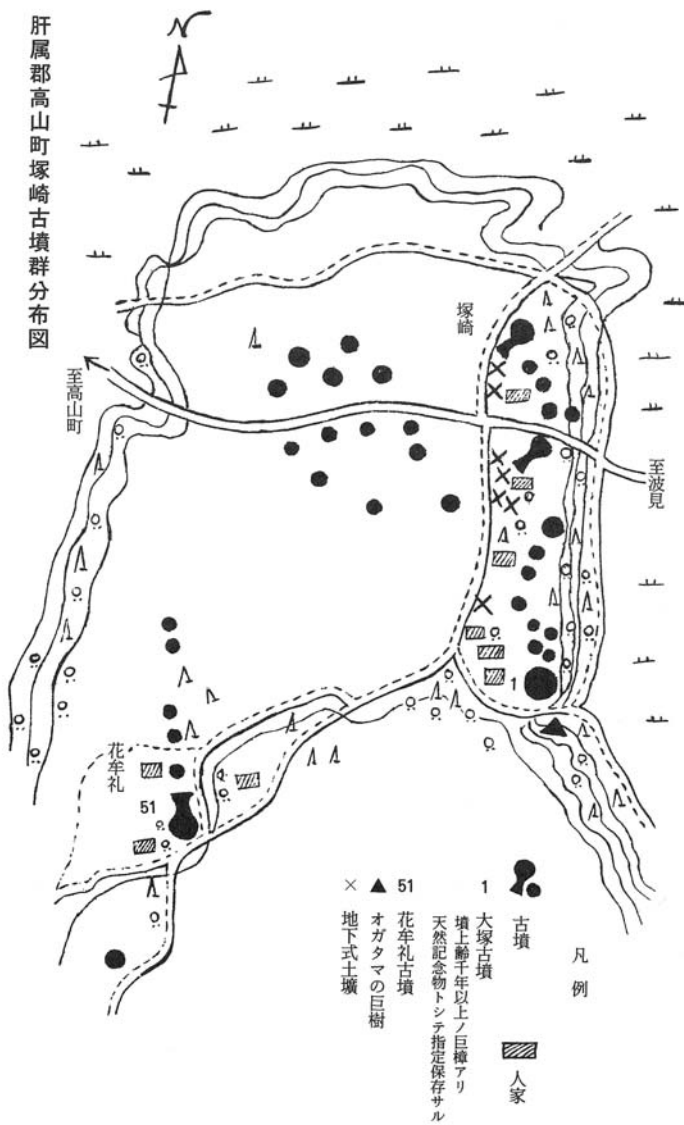 肝属郡高山町塚崎古墳群分布図
N
塚崎
至高山町
至波見
1
花牟礼
51
凡例
古墳
人家
1 大塚古墳
墳上齢千年以上ノ巨樟アリ
天然記念物トシテ指定保存サル
51 花牟礼古墳
▲ オガタマの巨樹
× 地下式土壙